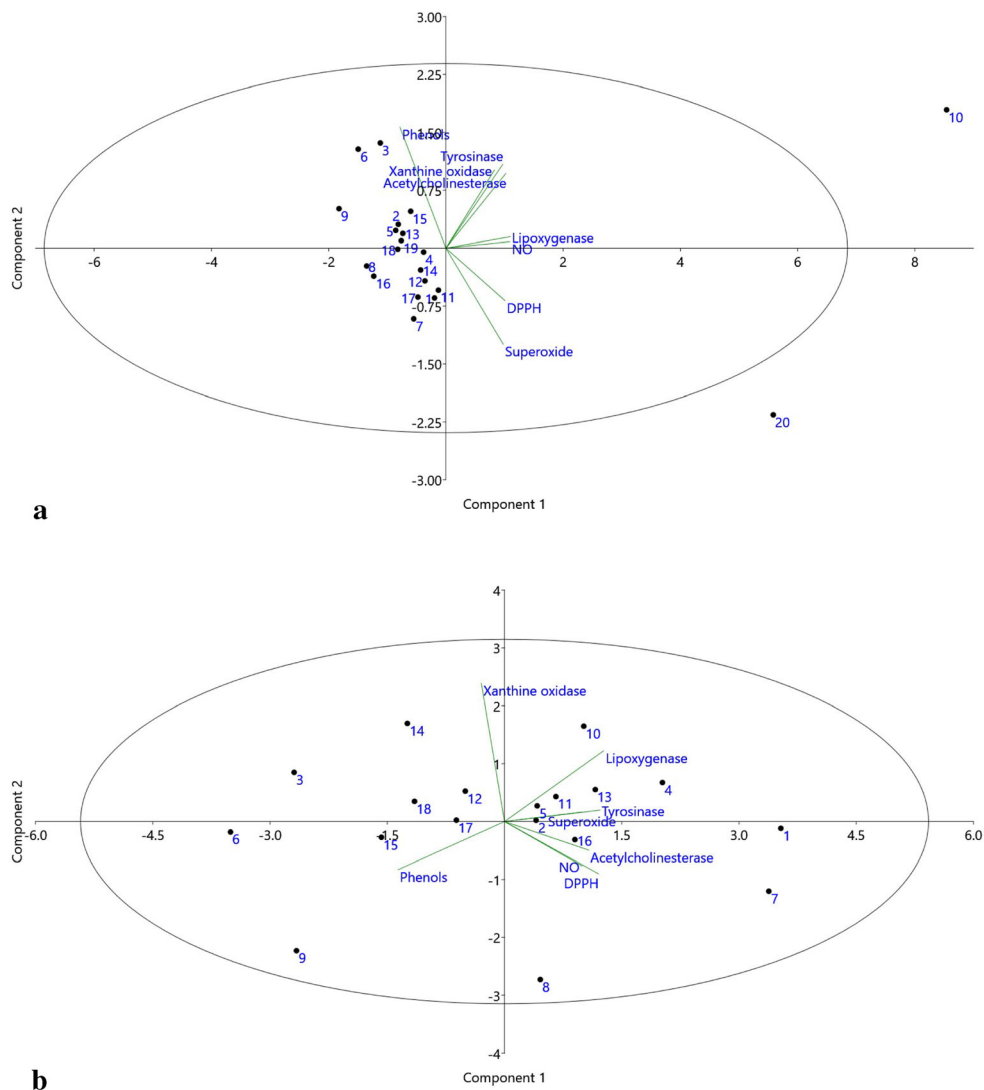 3.00
2.25
1.50
0.75
-0.75
-1.50
-2.25
-3.00
-6 -4 -2 2 4 6 8
Component 2
Component 1
Phenols
Tyrosinase
Xanthine oxidase
Acetylcholinesterase
Lipoxygenase
NO
DPPH
Superoxide
10
6 3
9 2 15
5 13
18 19 4
8 16 14
12
17 1 11
7
20
a
4
3
2
1
-1
-2
-3
-4
-6.0 -4.5 -3.0 -1.5 1.5 3.0 4.5 6.0
Component 2
Component 1
Xanthine oxidase
Lipoxygenase
Tyrosinase
Superoxide
Acetylcholinesterase
NO
DPPH
Phenols
14 10
3 4
12 11 13
18 5
17 2 1
6 15 16
7
9
8
b